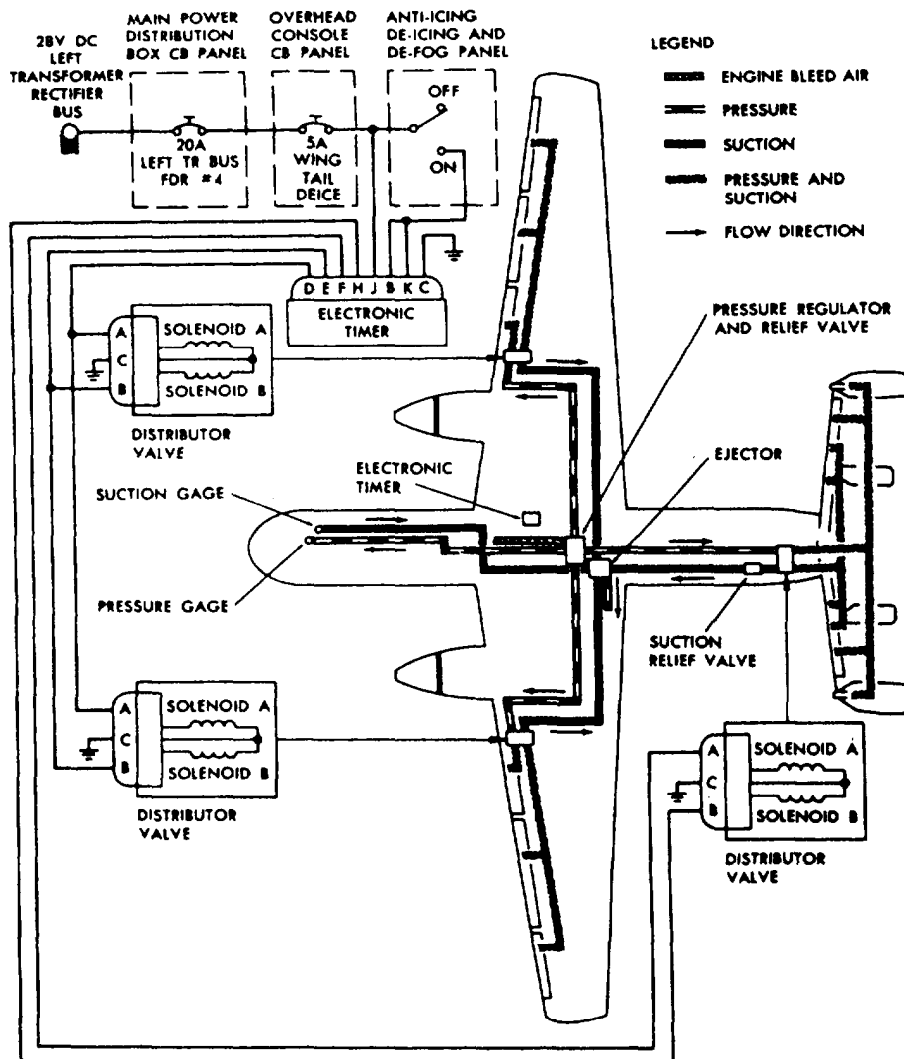 28V DC
LEFT
TRANSFORMER
RECTIFIER
BUS
MAIN POWER
DISTRIBUTION
BOX CB PANEL
20A
LEFT TR BUS
FDR #4
OVERHEAD
CONSOLE
CB PANEL
5A
WING
TAIL
DEICE
ANTI-ICING
DE-ICING AND
DE-FOG PANEL
OFF
ON
LEGEND
ENGINE BLEED AIR
PRESSURE
SUCTION
PRESSURE AND
SUCTION
FLOW DIRECTION
D E F H J B K C
ELECTRONIC
TIMER
A
C
B
SOLENOID A
SOLENOID B
DISTRIBUTOR
VALVE
PRESSURE REGULATOR
AND RELIEF VALVE
EJECTOR
ELECTRONIC
TIMER
SUCTION GAGE
PRESSURE GAGE
SUCTION
RELIEF VALVE
A
C
B
SOLENOID A
SOLENOID B
DISTRIBUTOR
VALVE
A
C
B
SOLENOID A
SOLENOID B
DISTRIBUTOR
VALVE